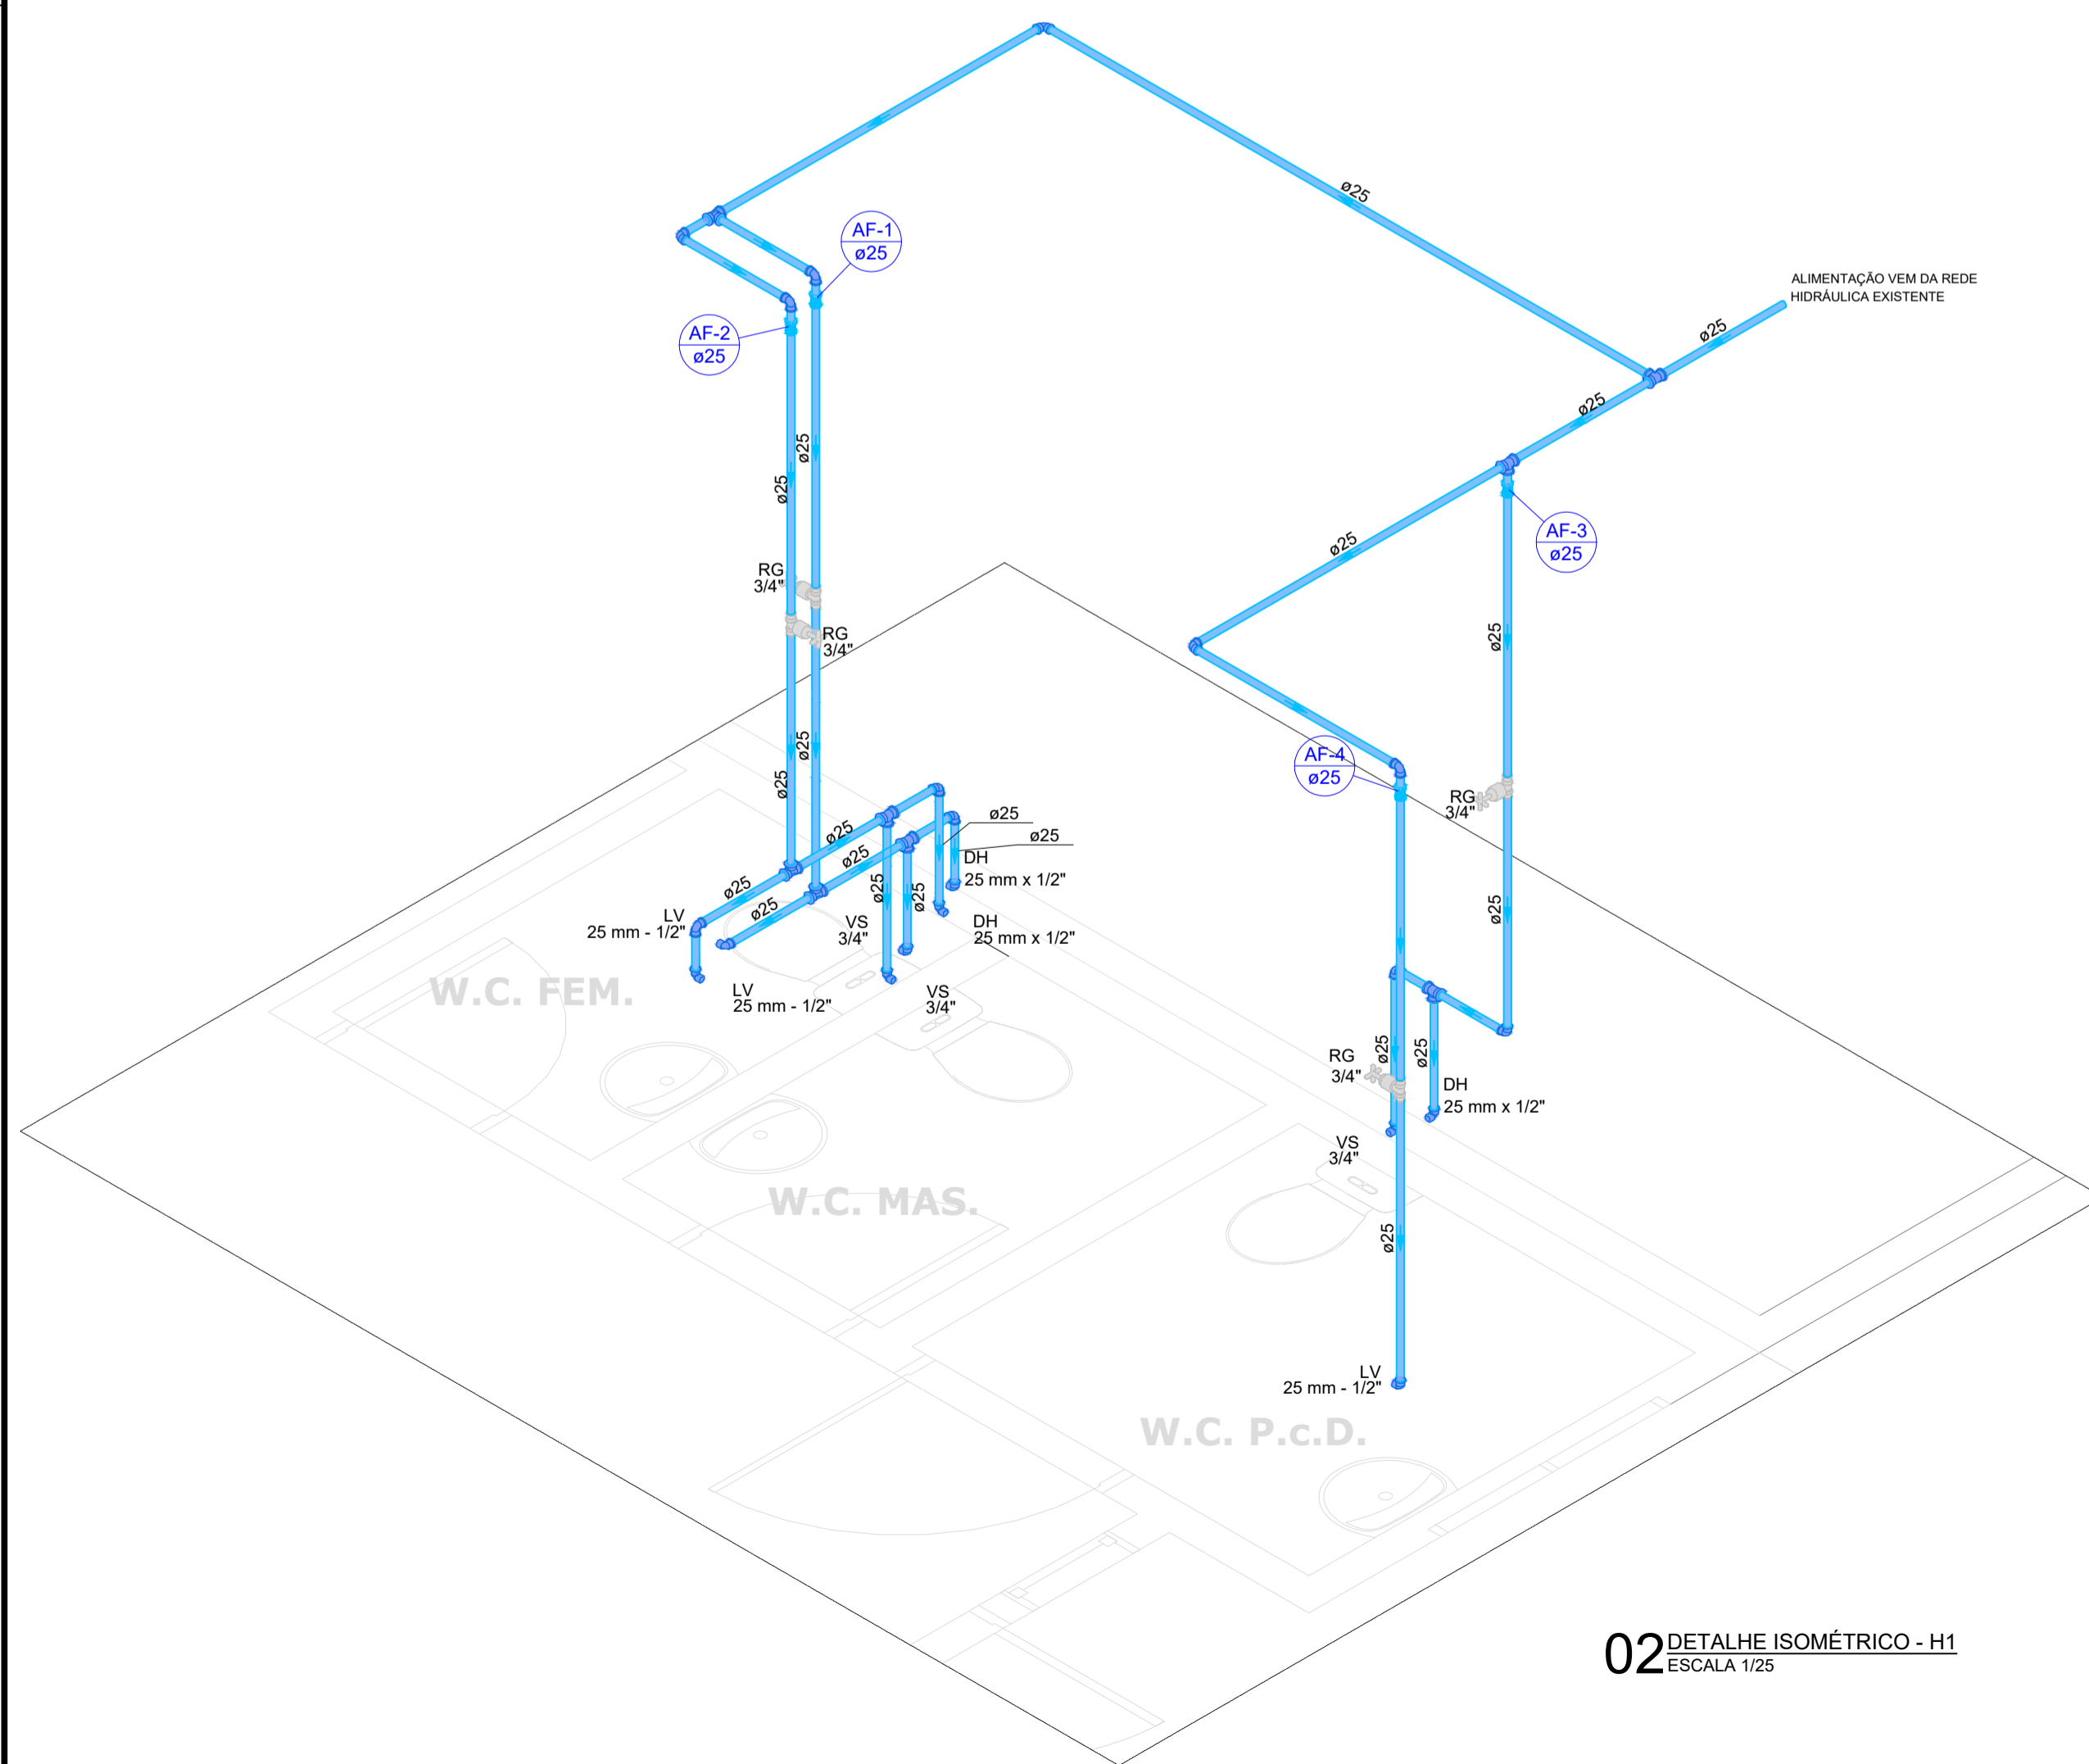 ø25
AF-1
ø25
ALIMENTAÇÃO VEM DA REDE
HIDRÁULICA EXISTENTE
ø25
AF-2
ø25
ø25
ø25
ø25
AF-3
ø25
ø25
RG
3/4"
RG
3/4"
ø25
ø25
ø25
AF-4
ø25
RG
3/4"
ø25
ø25
ø25
ø25
DH
25 mm x 1/2"
ø25
ø25
ø25
ø25
ø25
LV
25 mm - 1/2"
VS
3/4"
DH
25 mm x 1/2"
W.C. FEM.
LV
25 mm - 1/2"
VS
3/4"
ø25
ø25
RG
3/4"
DH
25 mm x 1/2"
VS
3/4"
W.C. MAS.
ø25
LV
25 mm - 1/2"
W.C. P.c.D.
02 DETALHE ISOMÉTRICO - H1
ESCALA 1/25